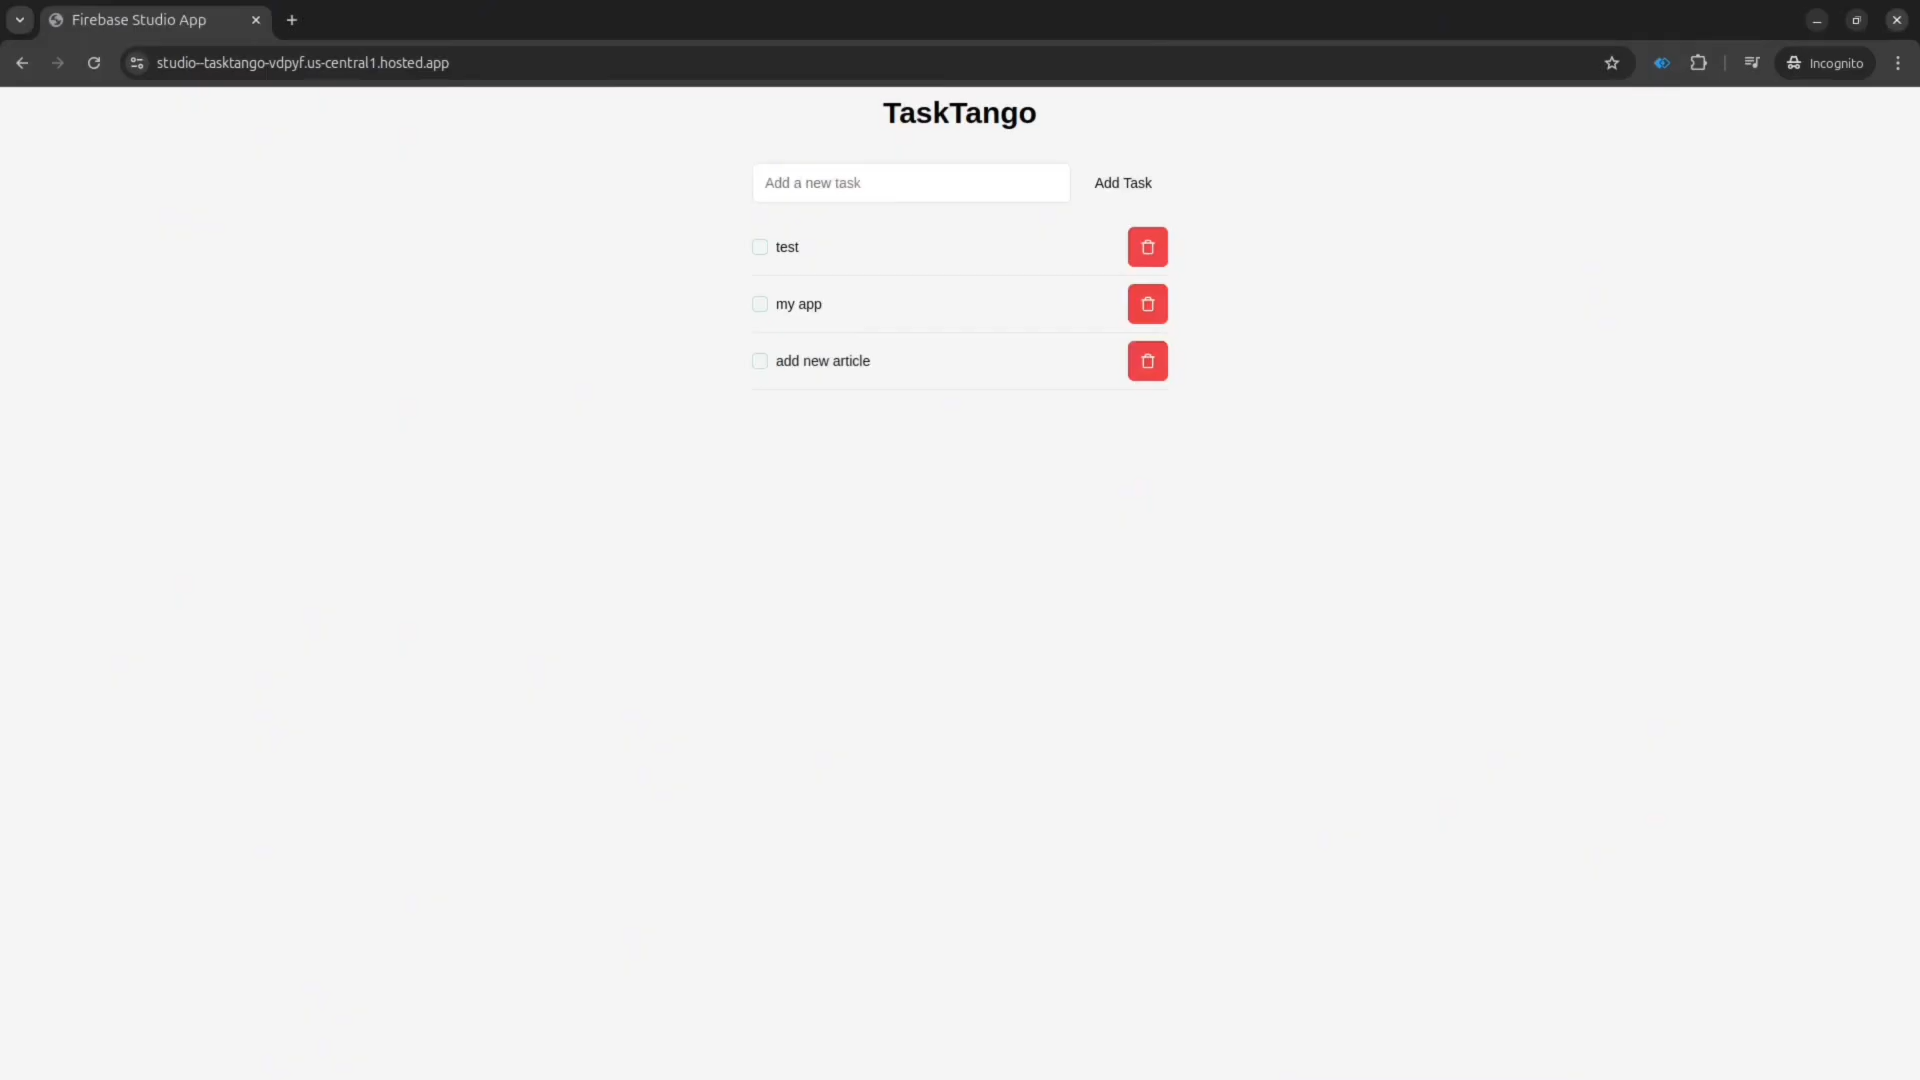 Firebase Studio App
studio--tasktango-vdpyf.us-central1.hosted.app
Incognito
TaskTango
Add a new task
Add Task
test
my app
add new article